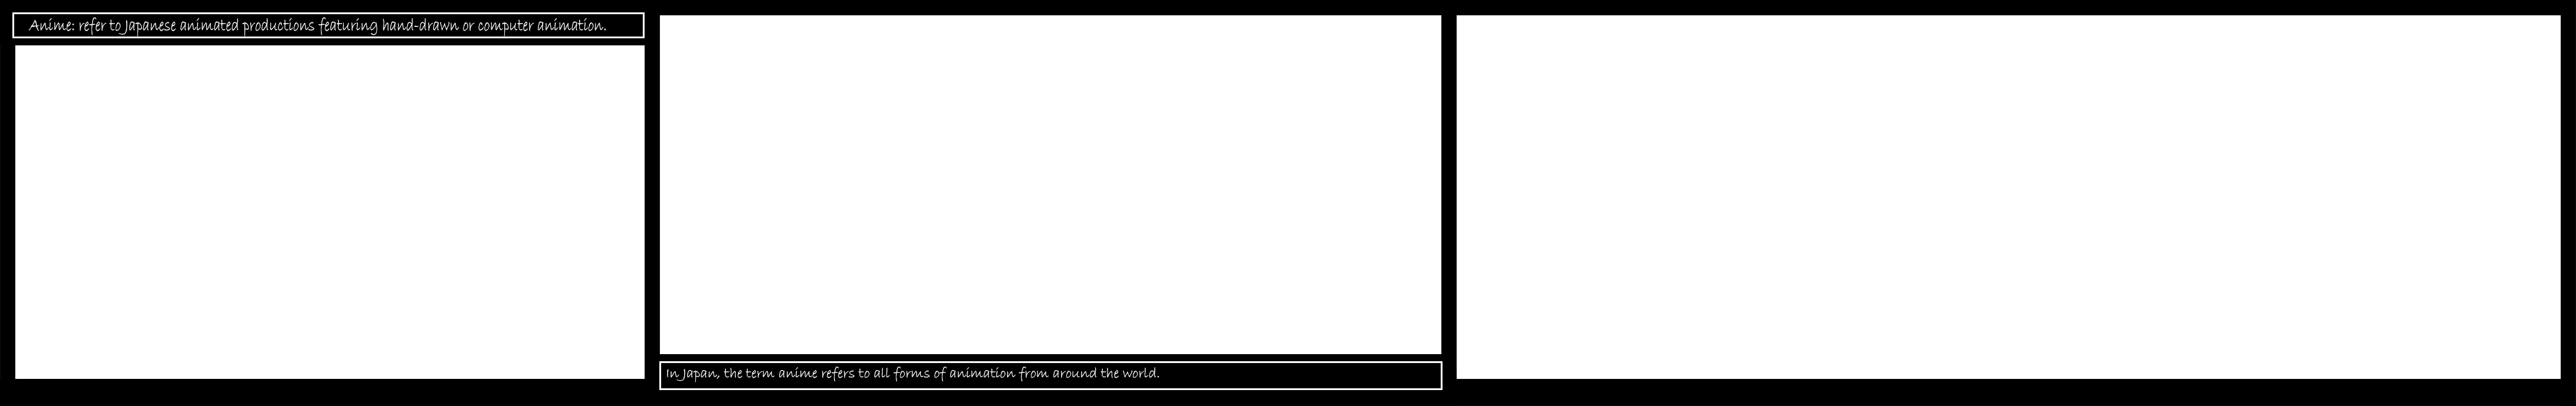 Anime: refer to Japanese animated productions featuring hand-drawn or computer animation.
In Japan, the term anime refers to all forms of animation from around the world.